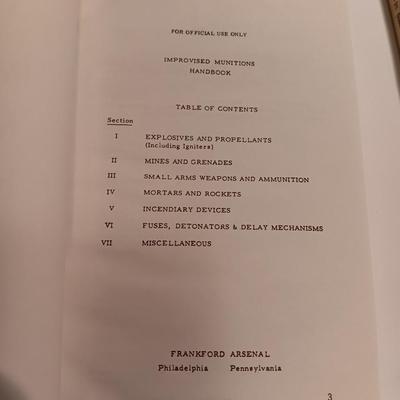 FOR OFFICIAL USE ONLY
IMPROVISED MUNITIONS
HANDBOOK
TABLE OF CONTENTS
Section
I EXPLOSIVES AND PROPELLANTS
(Including Igniters)
II MINES AND GRENADES
III SMALL ARMS WEAPONS AND AMMUNITION
IV MORTARS AND ROCKETS
V INCENDIARY DEVICES
VI FUSES, DETONATORS & DELAY MECHANISMS
VII MISCELLANEOUS
FRANKFORD ARSENAL
Philadelphia Pennsylvania
3